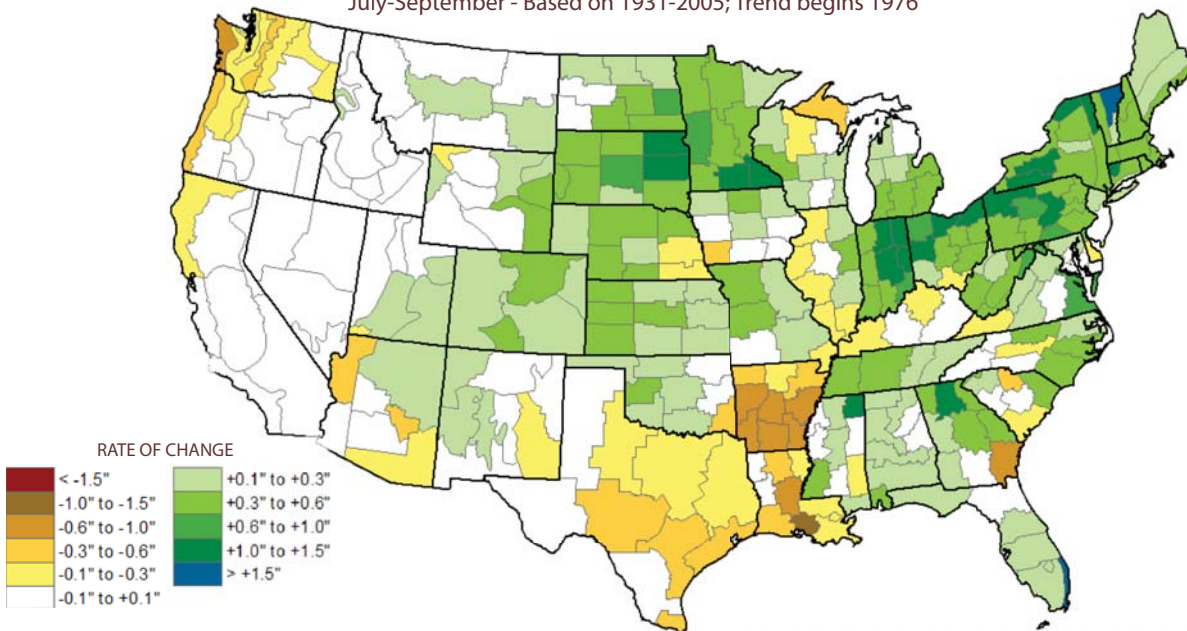 July-September - Based on 1931-2005; Trend begins 1976
RATE OF CHANGE
< -1.5"
-1.0" to -1.5"
-0.6" to -1.0"
-0.3" to -0.6"
-0.1" to -0.3"
-0.1" to +0.1"
+0.1" to +0.3"
+0.3" to +0.6"
+0.6" to +1.0"
+1.0" to +1.5"
> +1.5"